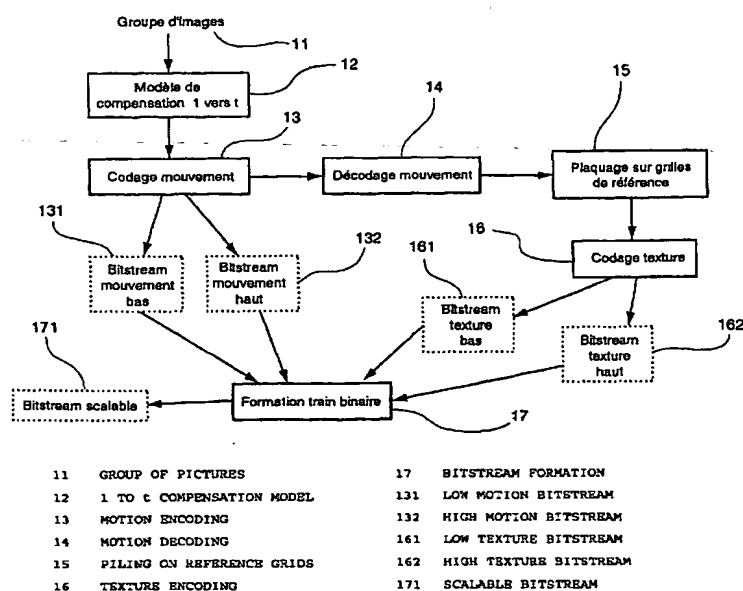 Groupe d'Images
11
12
Modèle de
compensation 1 vers t
13
14
15
Codage mouvement
Décodage mouvement
Plaquage sur grilles
de référence
131
132
16
Codage texture
161
Bitstream
mouvement
bas
Bitstream
mouvement
haut
Bitstream
texture
bas
162
Bitstream
texture
haut
171
Bitstream scalable
Formation train binaire
17
11 GROUP OF PICTURES
12 1 TO t COMPENSATION MODEL
13 MOTION ENCODING
14 MOTION DECODING
15 PILING ON REFERENCE GRIDS
16 TEXTURE ENCODING
17 BITSTREAM FORMATION
131 LOW MOTION BITSTREAM
132 HIGH MOTION BITSTREAM
161 LOW TEXTURE BITSTREAM
162 HIGH TEXTURE BITSTREAM
171 SCALABLE BITSTREAM